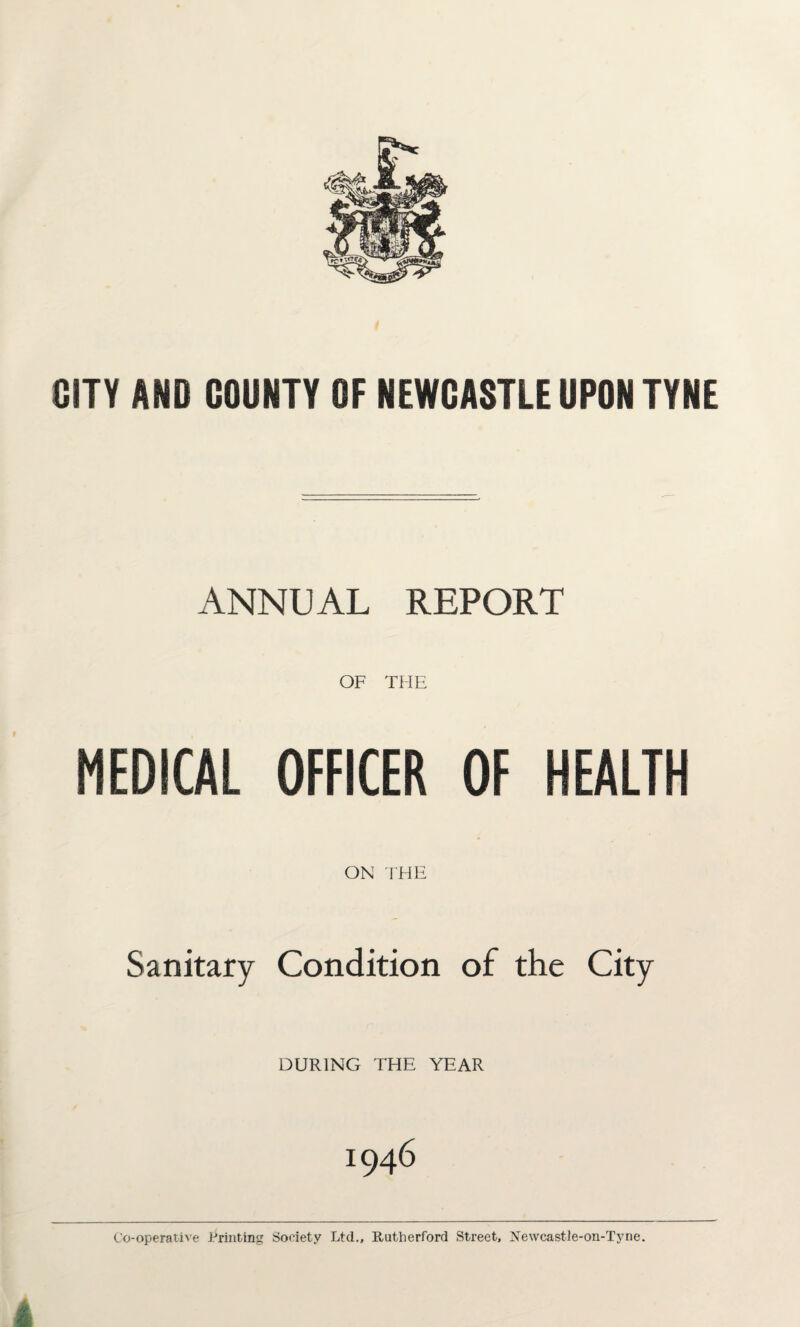 CITY AND COUNTY OF NEWCASTLE UPON TYNE
ANNUAL REPORT
OF THE
MEDICAL OFFICER OF HEALTH
ON THE
Sanitary Condition of the City
DURING THE YEAR
1946
Co-operative Printing Society Ltd., Rutherford Street, Newcastle-on-Tyne.